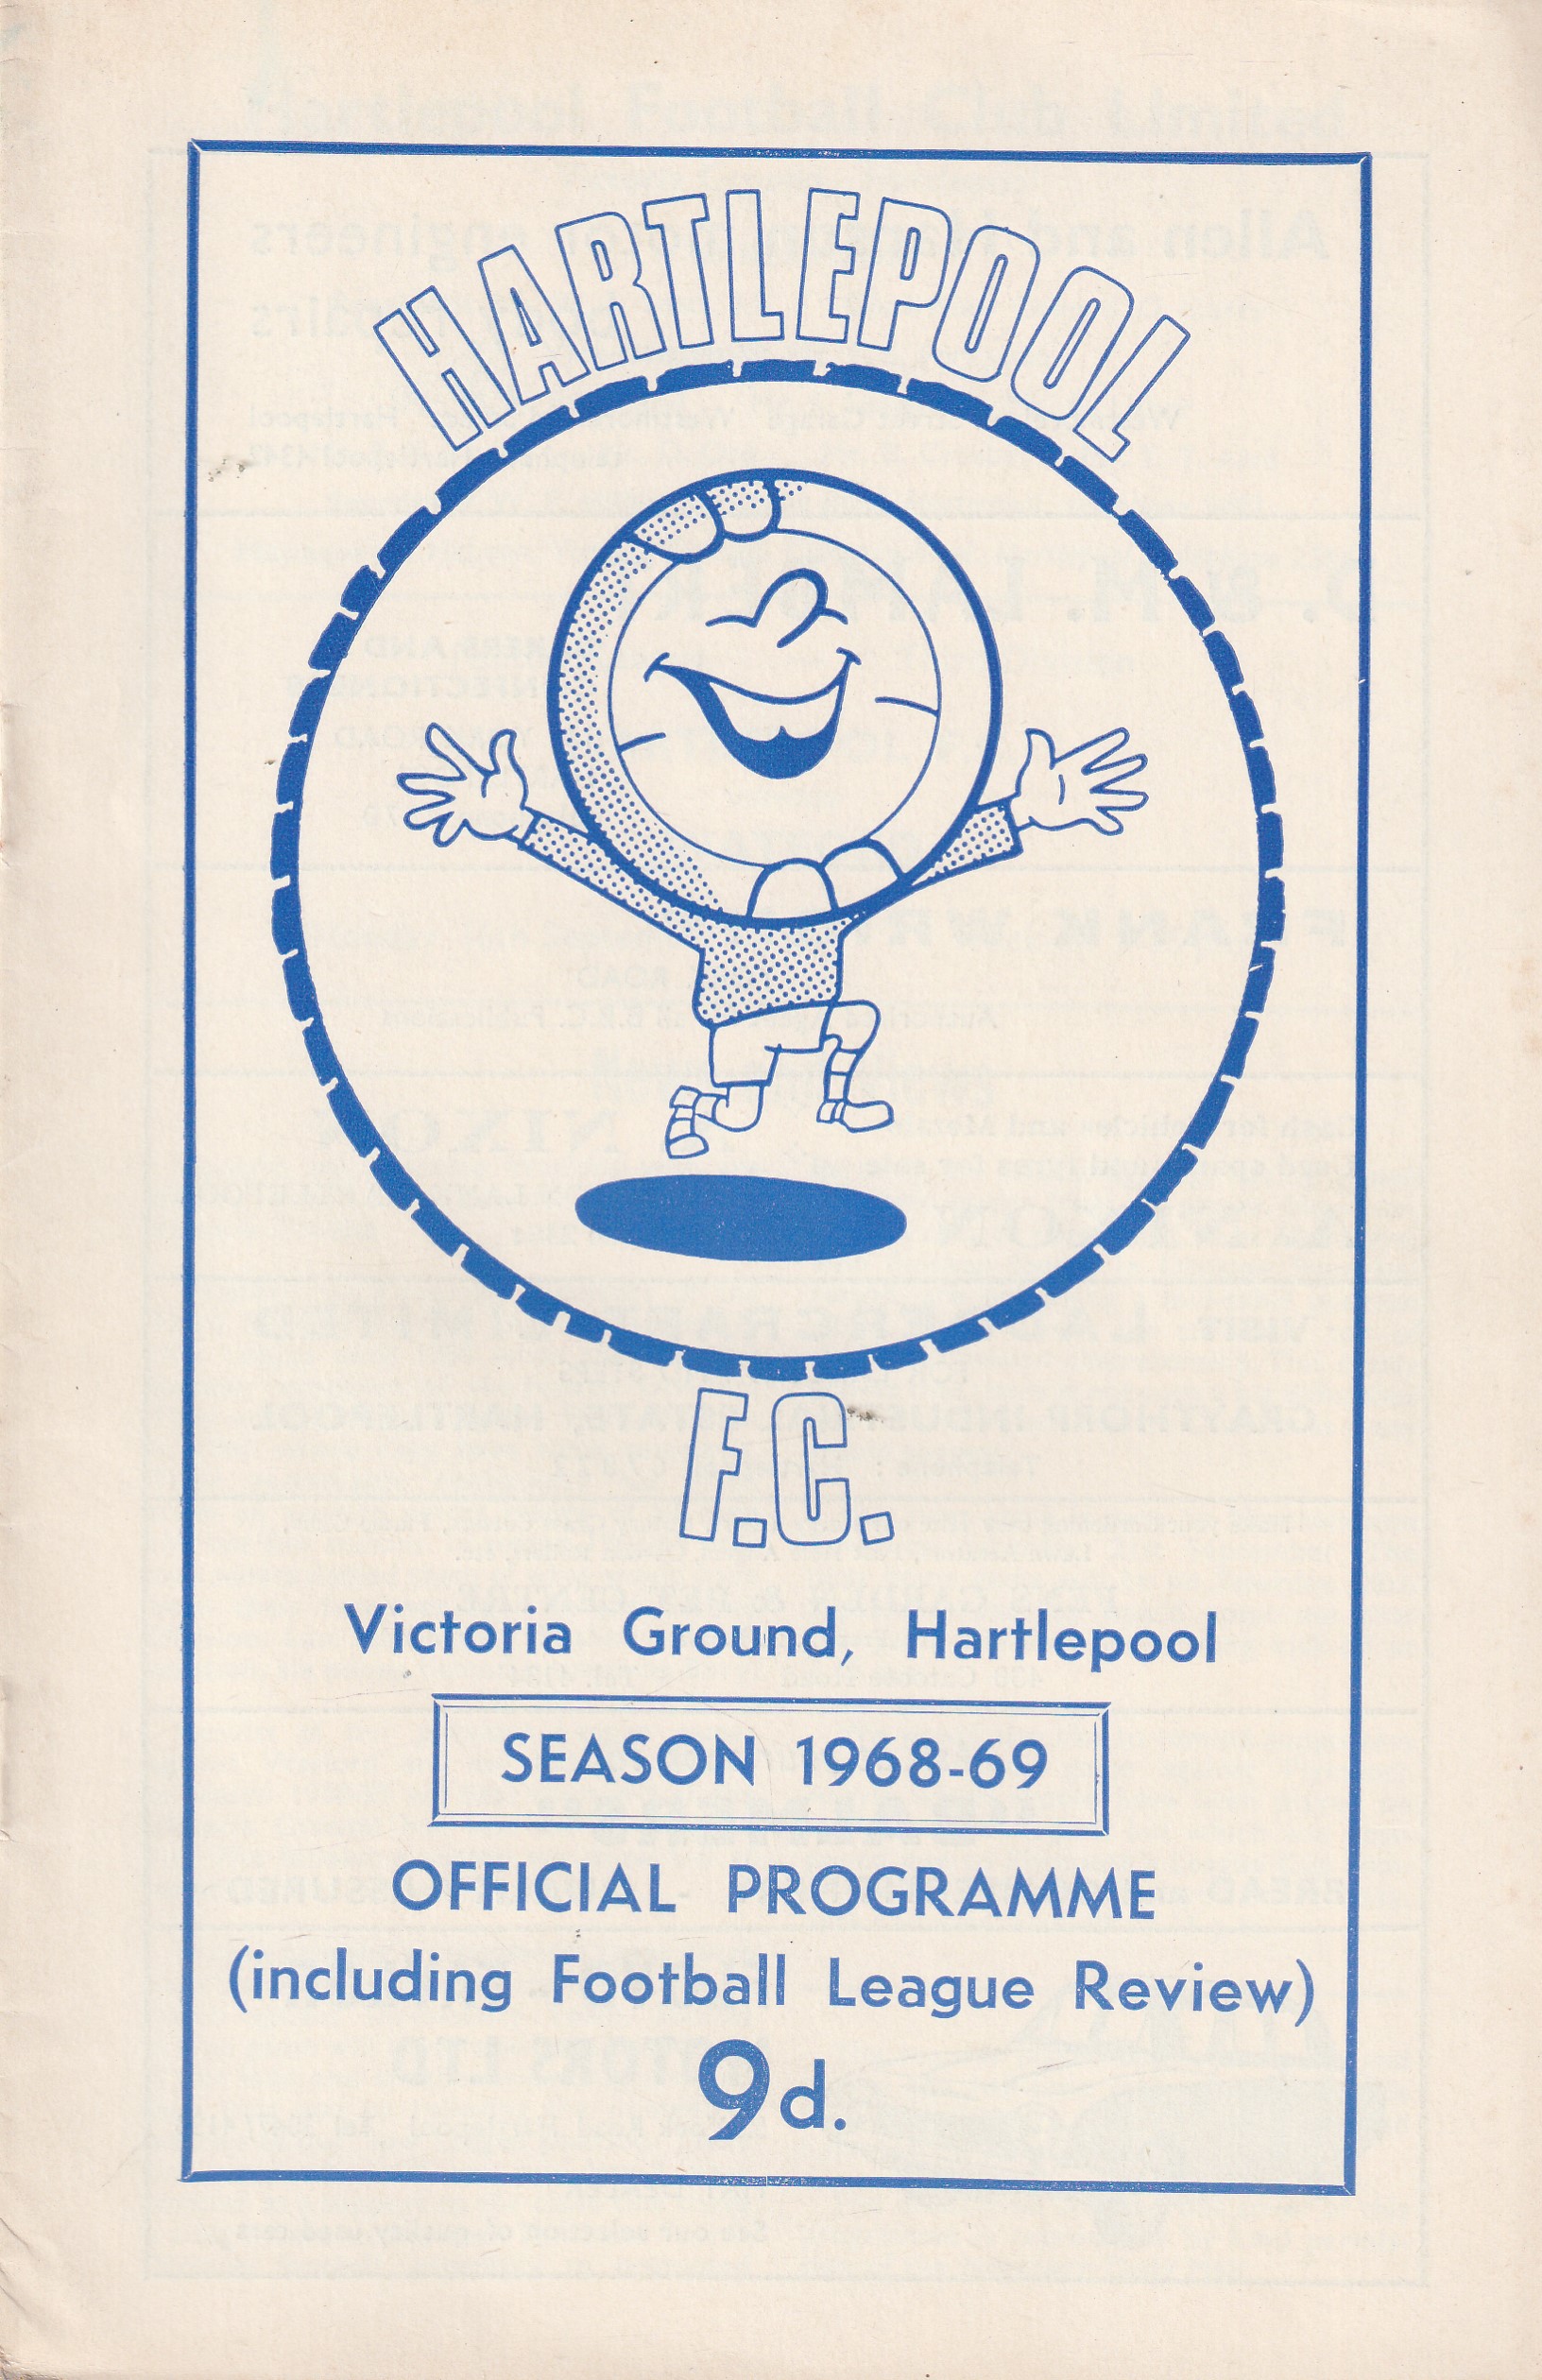 HARTLEPOOL
F.C.
Victoria Ground, Hartlepool
SEASON 1968-69
OFFICIAL PROGRAMME
(including Football League Review)
9d.